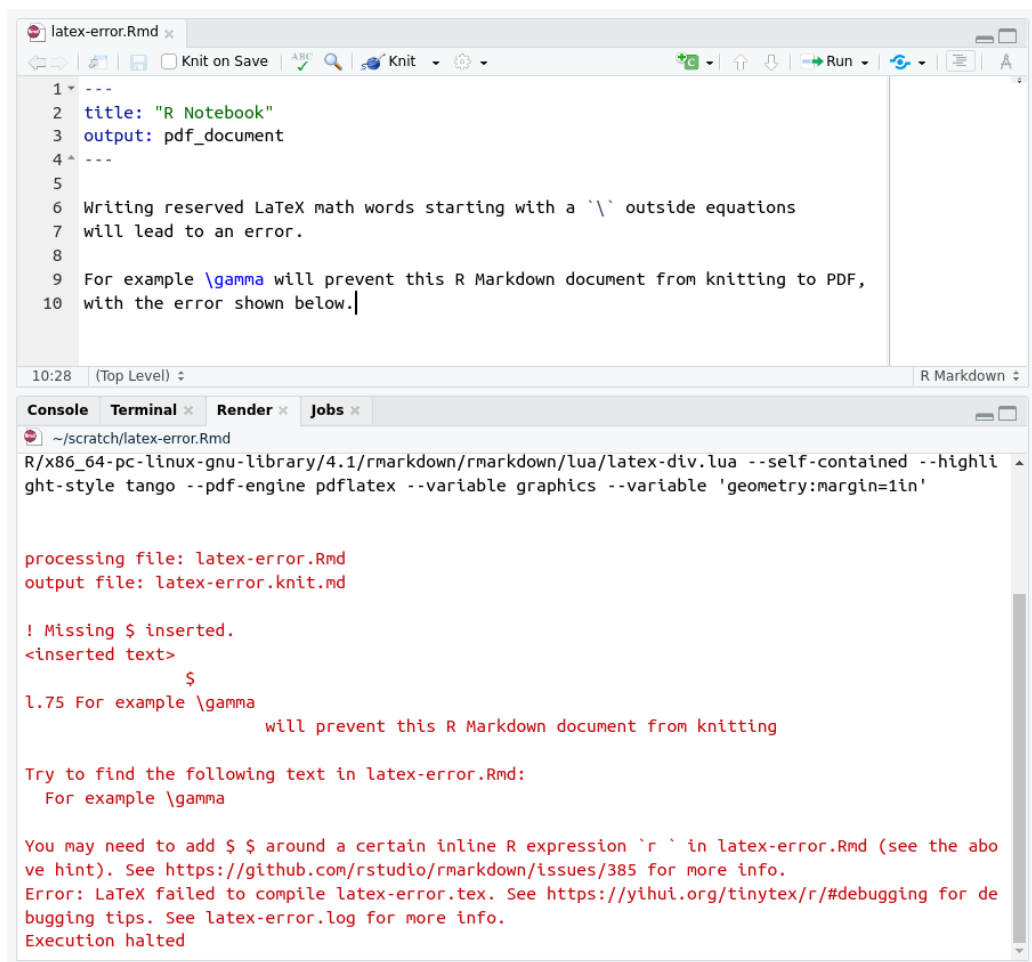 latex-error.Rmd
Knit on Save ABC Knit Run
1 ---
2 title: "R Notebook"
3 output: pdf_document
4 ---
5
6 Writing reserved LaTeX math words starting with a `\` outside equations
7 will lead to an error.
8
9 For example \gamma will prevent this R Markdown document from knitting to PDF,
10 with the error shown below.
10:28 (Top Level) R Markdown
Console Terminal Render Jobs
~/scratch/latex-error.Rmd
R/x86_64-pc-linux-gnu-library/4.1/rmarkdown/rmarkdown/lua/latex-div.lua --self-contained --highli
ght-style tango --pdf-engine pdflatex --variable graphics --variable 'geometry:margin=1in'
processing file: latex-error.Rmd
output file: latex-error.knit.md
! Missing $ inserted.
<inserted text>
$
l.75 For example \gamma
will prevent this R Markdown document from knitting
Try to find the following text in latex-error.Rmd:
For example \gamma
You may need to add $ $ around a certain inline R expression `r ` in latex-error.Rmd (see the abo
ve hint). See https://github.com/rstudio/rmarkdown/issues/385 for more info.
Error: LaTeX failed to compile latex-error.tex. See https://yihui.org/tinytex/r/#debugging for de
bugging tips. See latex-error.log for more info.
Execution halted